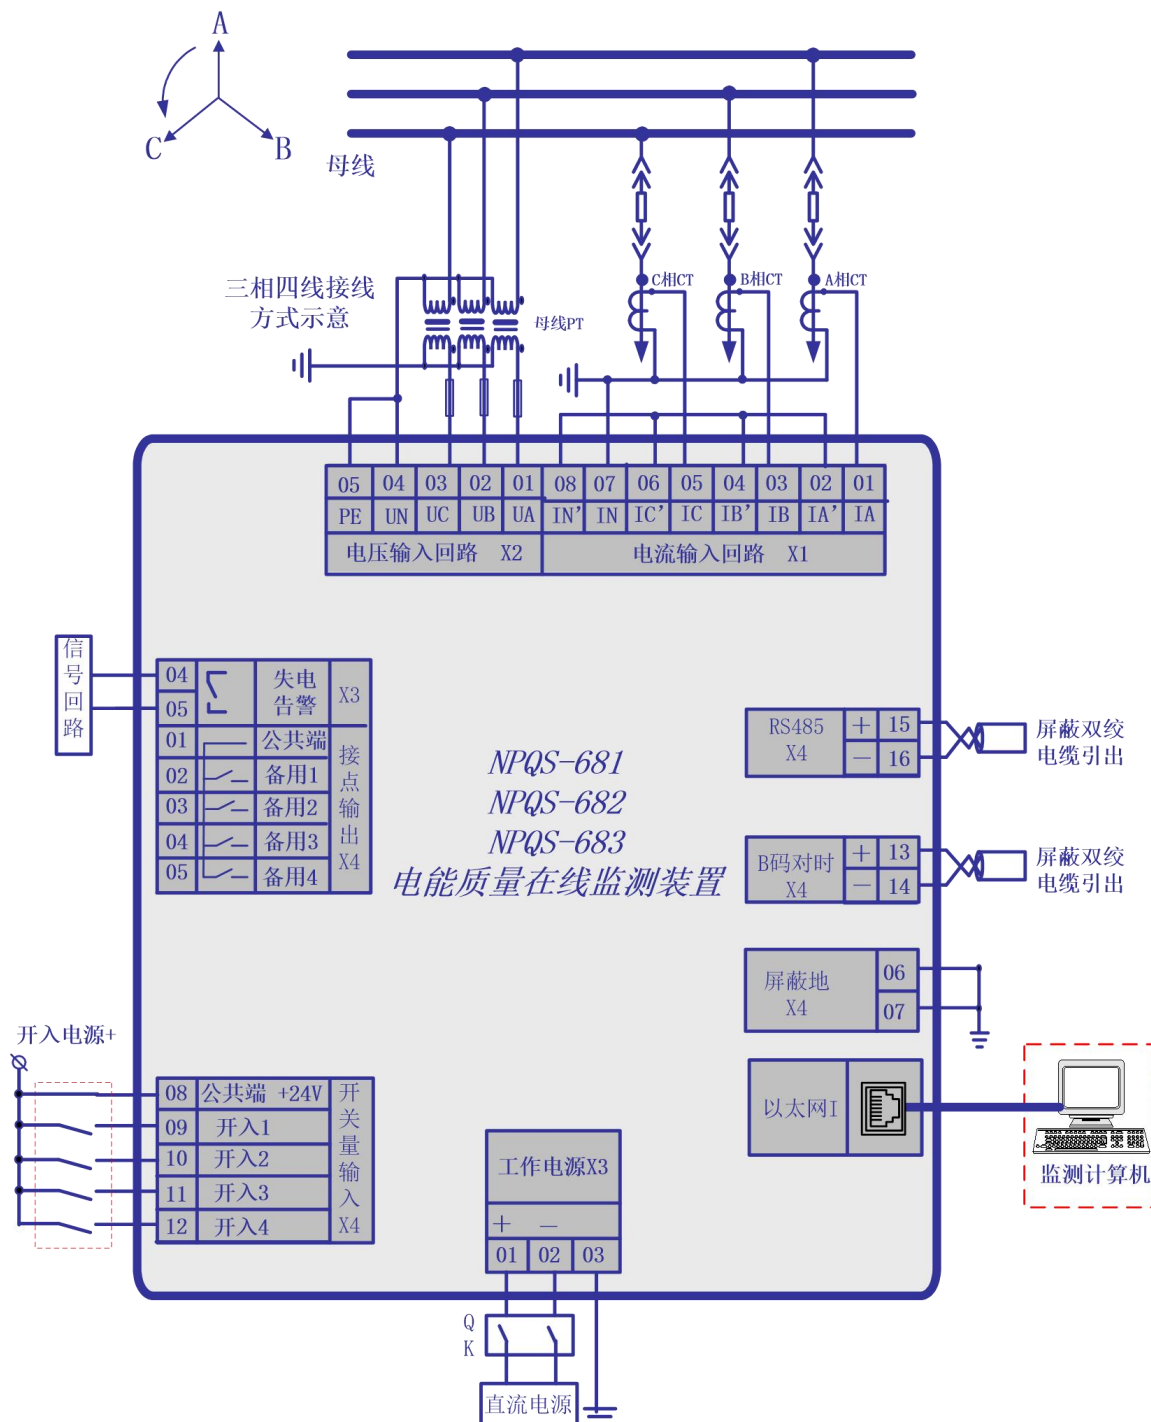 A
C
B
母线
三相四线接线
方式示意
母线PT
C相CT
B相CT
A相CT
05 04 03 02 01 08 07 06 05 04 03 02 01
PE UN UC UB UA IN' IN IC' IC IB' IB IA' IA
电压输入回路 X2 电流输入回路 X1
信号回路
04 失电告警 X3
05
01 公共端
02 备用1
03 备用2
04 备用3
05 备用4
接点输出X4
NPQS-681
NPQS-682
NPQS-683
电能质量在线监测装置
RS485 X4
+ 15
— 16
屏蔽双绞
电缆引出
B码对时 X4
+ 13
— 14
屏蔽双绞
电缆引出
屏蔽地 X4
06
07
以太网I
监测计算机
开入电源+
08 公共端 +24V
09 开入1
10 开入2
11 开入3
12 开入4
开关量输入X4
工作电源X3
+ —
01 02 03
QK
直流电源